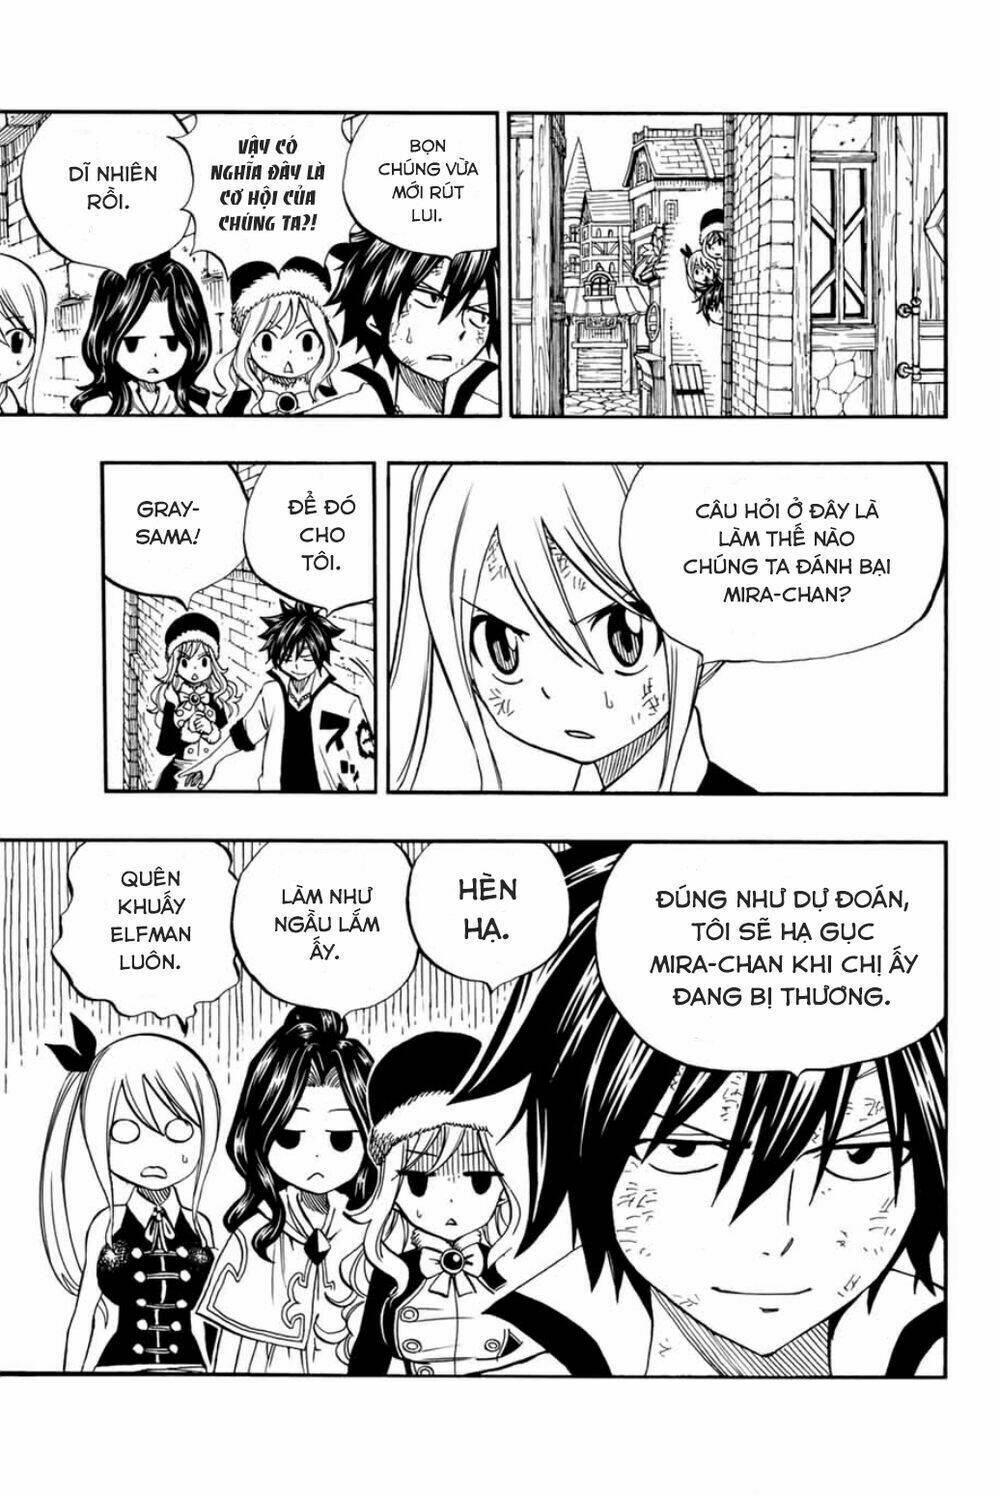 BỌN
CHÚNG VỪA
MỚI RÚT
LUI.
VẬY CÓ
NGHĨA ĐÂY LÀ
CƠ HỘI CỦA
CHÚNG TA?!
DĨ NHIÊN
RỒI.
CÂU HỎI Ở ĐÂY LÀ
LÀM THẾ NÀO
CHÚNG TA ĐÁNH BẠI
MIRA-CHAN?
ĐỂ ĐÓ
CHO
TÔI.
GRAY-
SAMA!
ĐÚNG NHƯ DỰ ĐOÁN,
TÔI SẼ HẠ GỤC
MIRA-CHAN KHI CHỊ ẤY
ĐANG BỊ THƯƠNG.
HÈN
HẠ.
LÀM NHƯ
NGẦU LẮM
ẤY.
QUÊN
KHUẤY
ELFMAN
LUÔN.